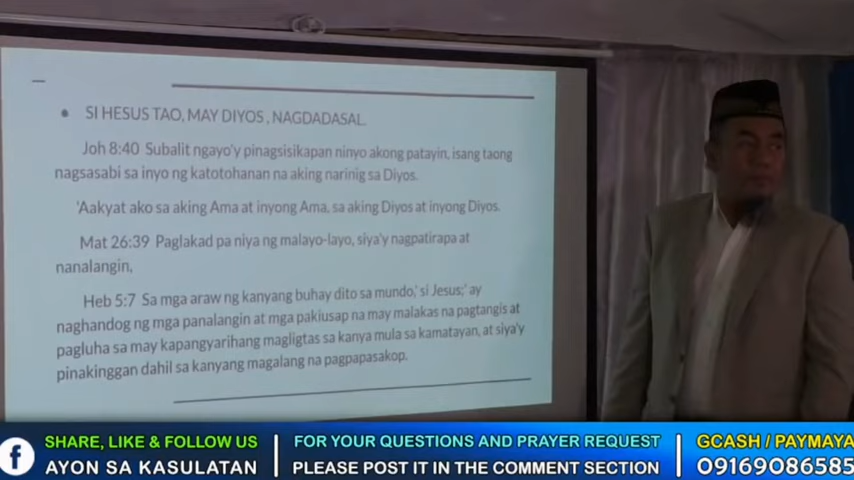 SI HESUS TAO, MAY DIYOS , NAGDADASAL.
Joh 8:40 Subalit ngayo'y pinagsisikapan ninyo akong patayin, isang taong
nagsasabi sa inyo ng katotohanan na aking narinig sa Diyos.
'Aakyat ako sa aking Ama at inyong Ama, sa aking Diyos at inyong Diyos.
Mat 26:39 Paglakad pa niya ng malayo-layo, siya'y nagpatirapa at
nanalangin,
Heb 5:7 Sa mga araw ng kanyang buhay dito sa mundo,' si Jesus;' ay
naghandog ng mga panalangin at mga pakiusap na may malakas na pagtangis at
pagluha sa may kapangyarihang magligtas sa kanya mula sa kamatayan, at siya'y
pinakinggan dahil sa kanyang magalang na pagpapasakop.
SHARE, LIKE & FOLLOW US
AYON SA KASULATAN
FOR YOUR QUESTIONS AND PRAYER REQUEST
PLEASE POST IT IN THE COMMENT SECTION
GCASH / PAYMAYA
09169086585